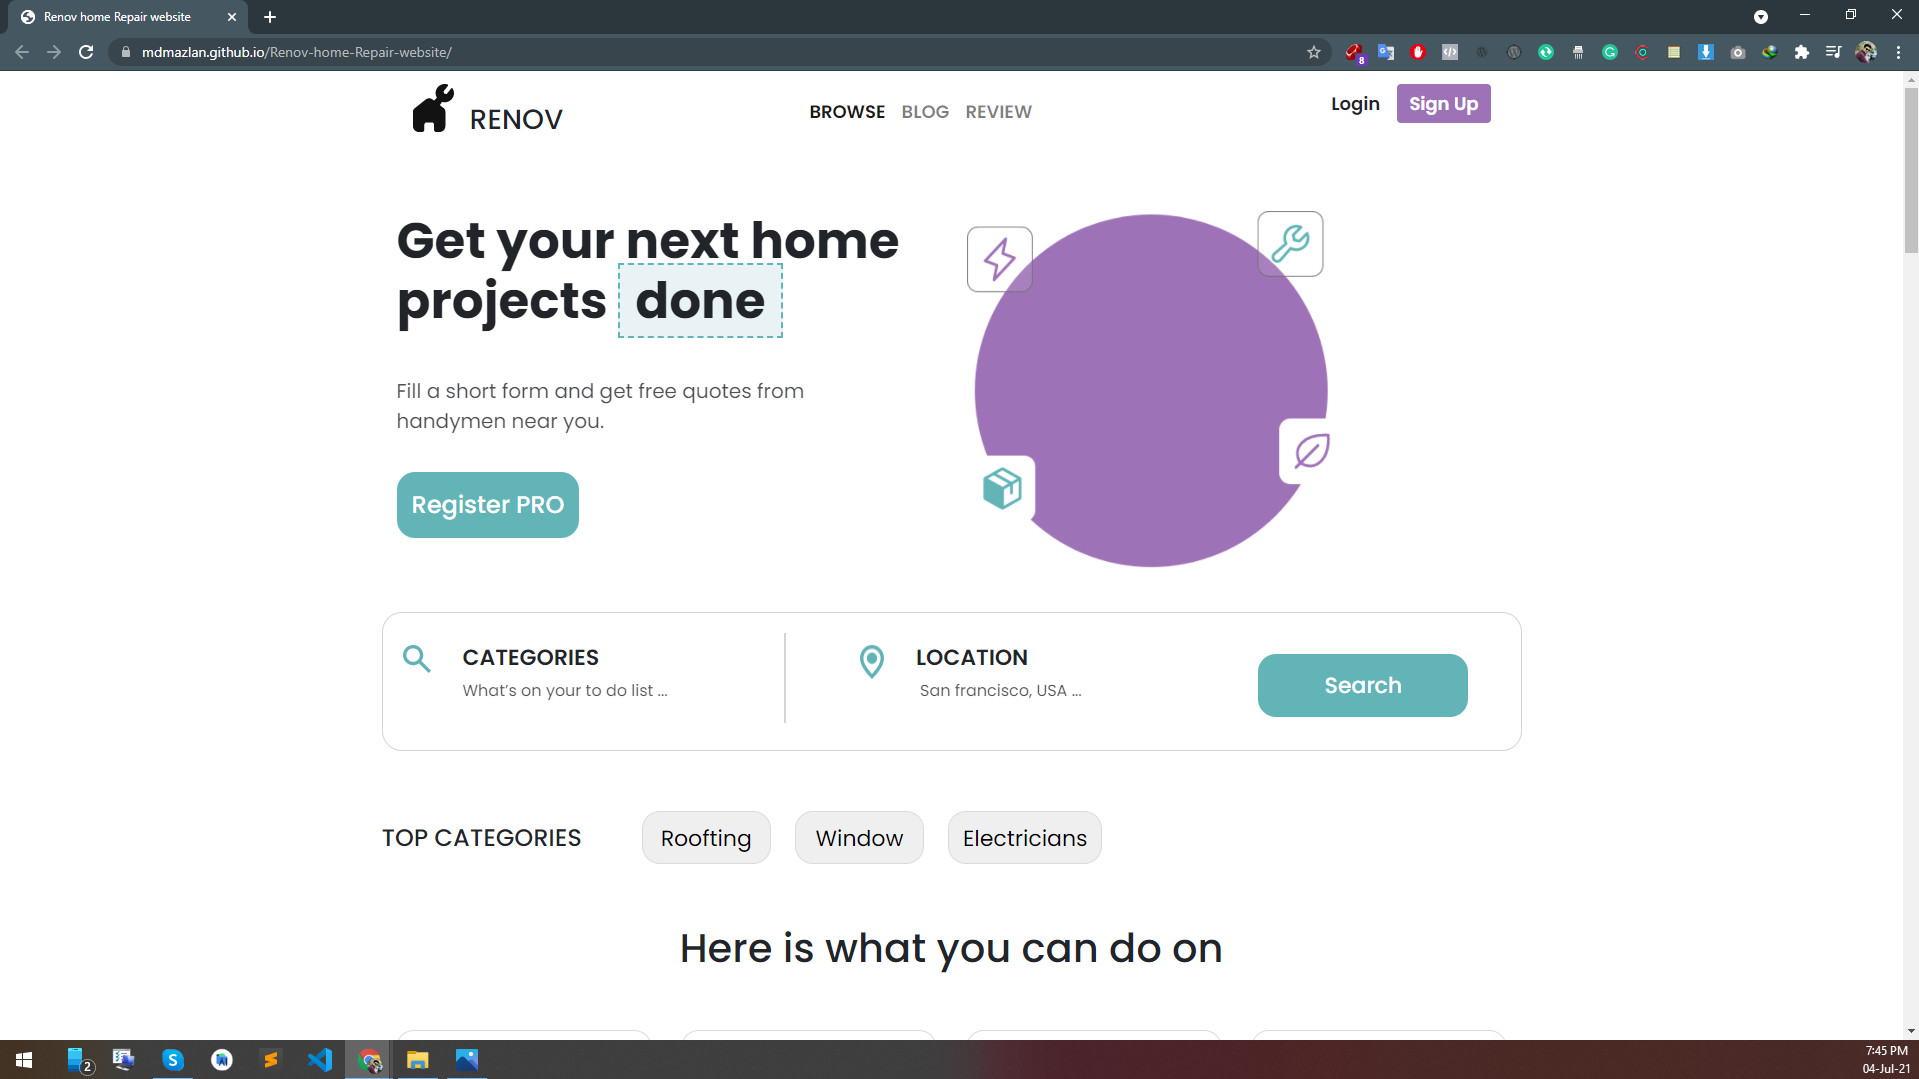 Renov home Repair website
mdmazlan.github.io/Renov-home-Repair-website/
8
RENOV
BROWSE BLOG REVIEW
Login Sign Up
Get your next home
projects done
Fill a short form and get free quotes from
handymen near you.
Register PRO
CATEGORIES
What's on your to do list ...
LOCATION
San francisco, USA ...
Search
TOP CATEGORIES Roofting Window Electricians
Here is what you can do on
2
7:45 PM
04-Jul-21